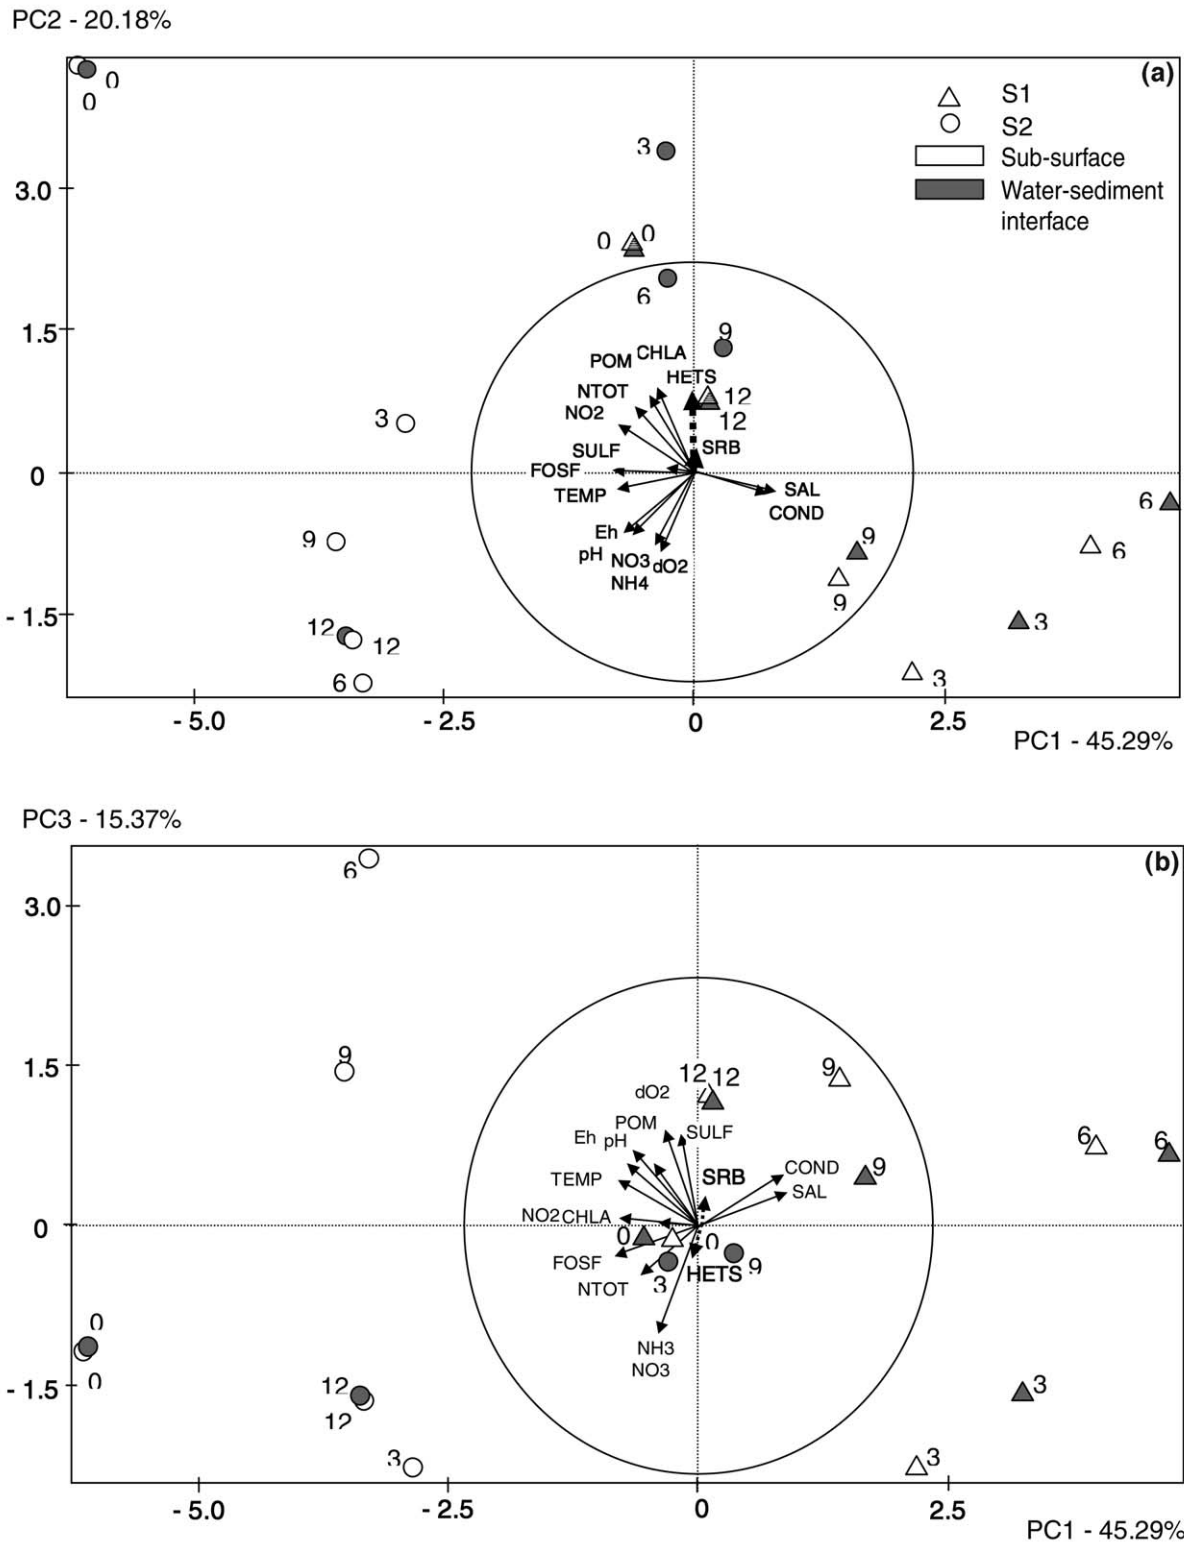 PC2 - 20.18%
(a)
S1
S2
Sub-surface
Water-sediment
interface
0
0
3
3.0
0 0
6
1.5
9
POM CHLA
HETS
NTOT
12
NO2
12
3
SRB
SULF
FOSF
0
TEMP
SAL
COND
6
Eh
9
9
pH
NO3 dO2
6
NH4
9
- 1.5
12
12
3
3
6
- 5.0
- 2.5
0
2.5
PC1 - 45.29%
PC3 - 15.37%
(b)
6
3.0
9
1.5
12 12
9
dO2
POM
SULF
Eh pH
6
6
TEMP
SRB
COND
9
SAL
NO2 CHLA
0
0
0
FOSF
HETS
9
NTOT
3
0
NH3
NO3
0
- 1.5
12
12
3
3
3
- 5.0
- 2.5
0
2.5
PC1 - 45.29%